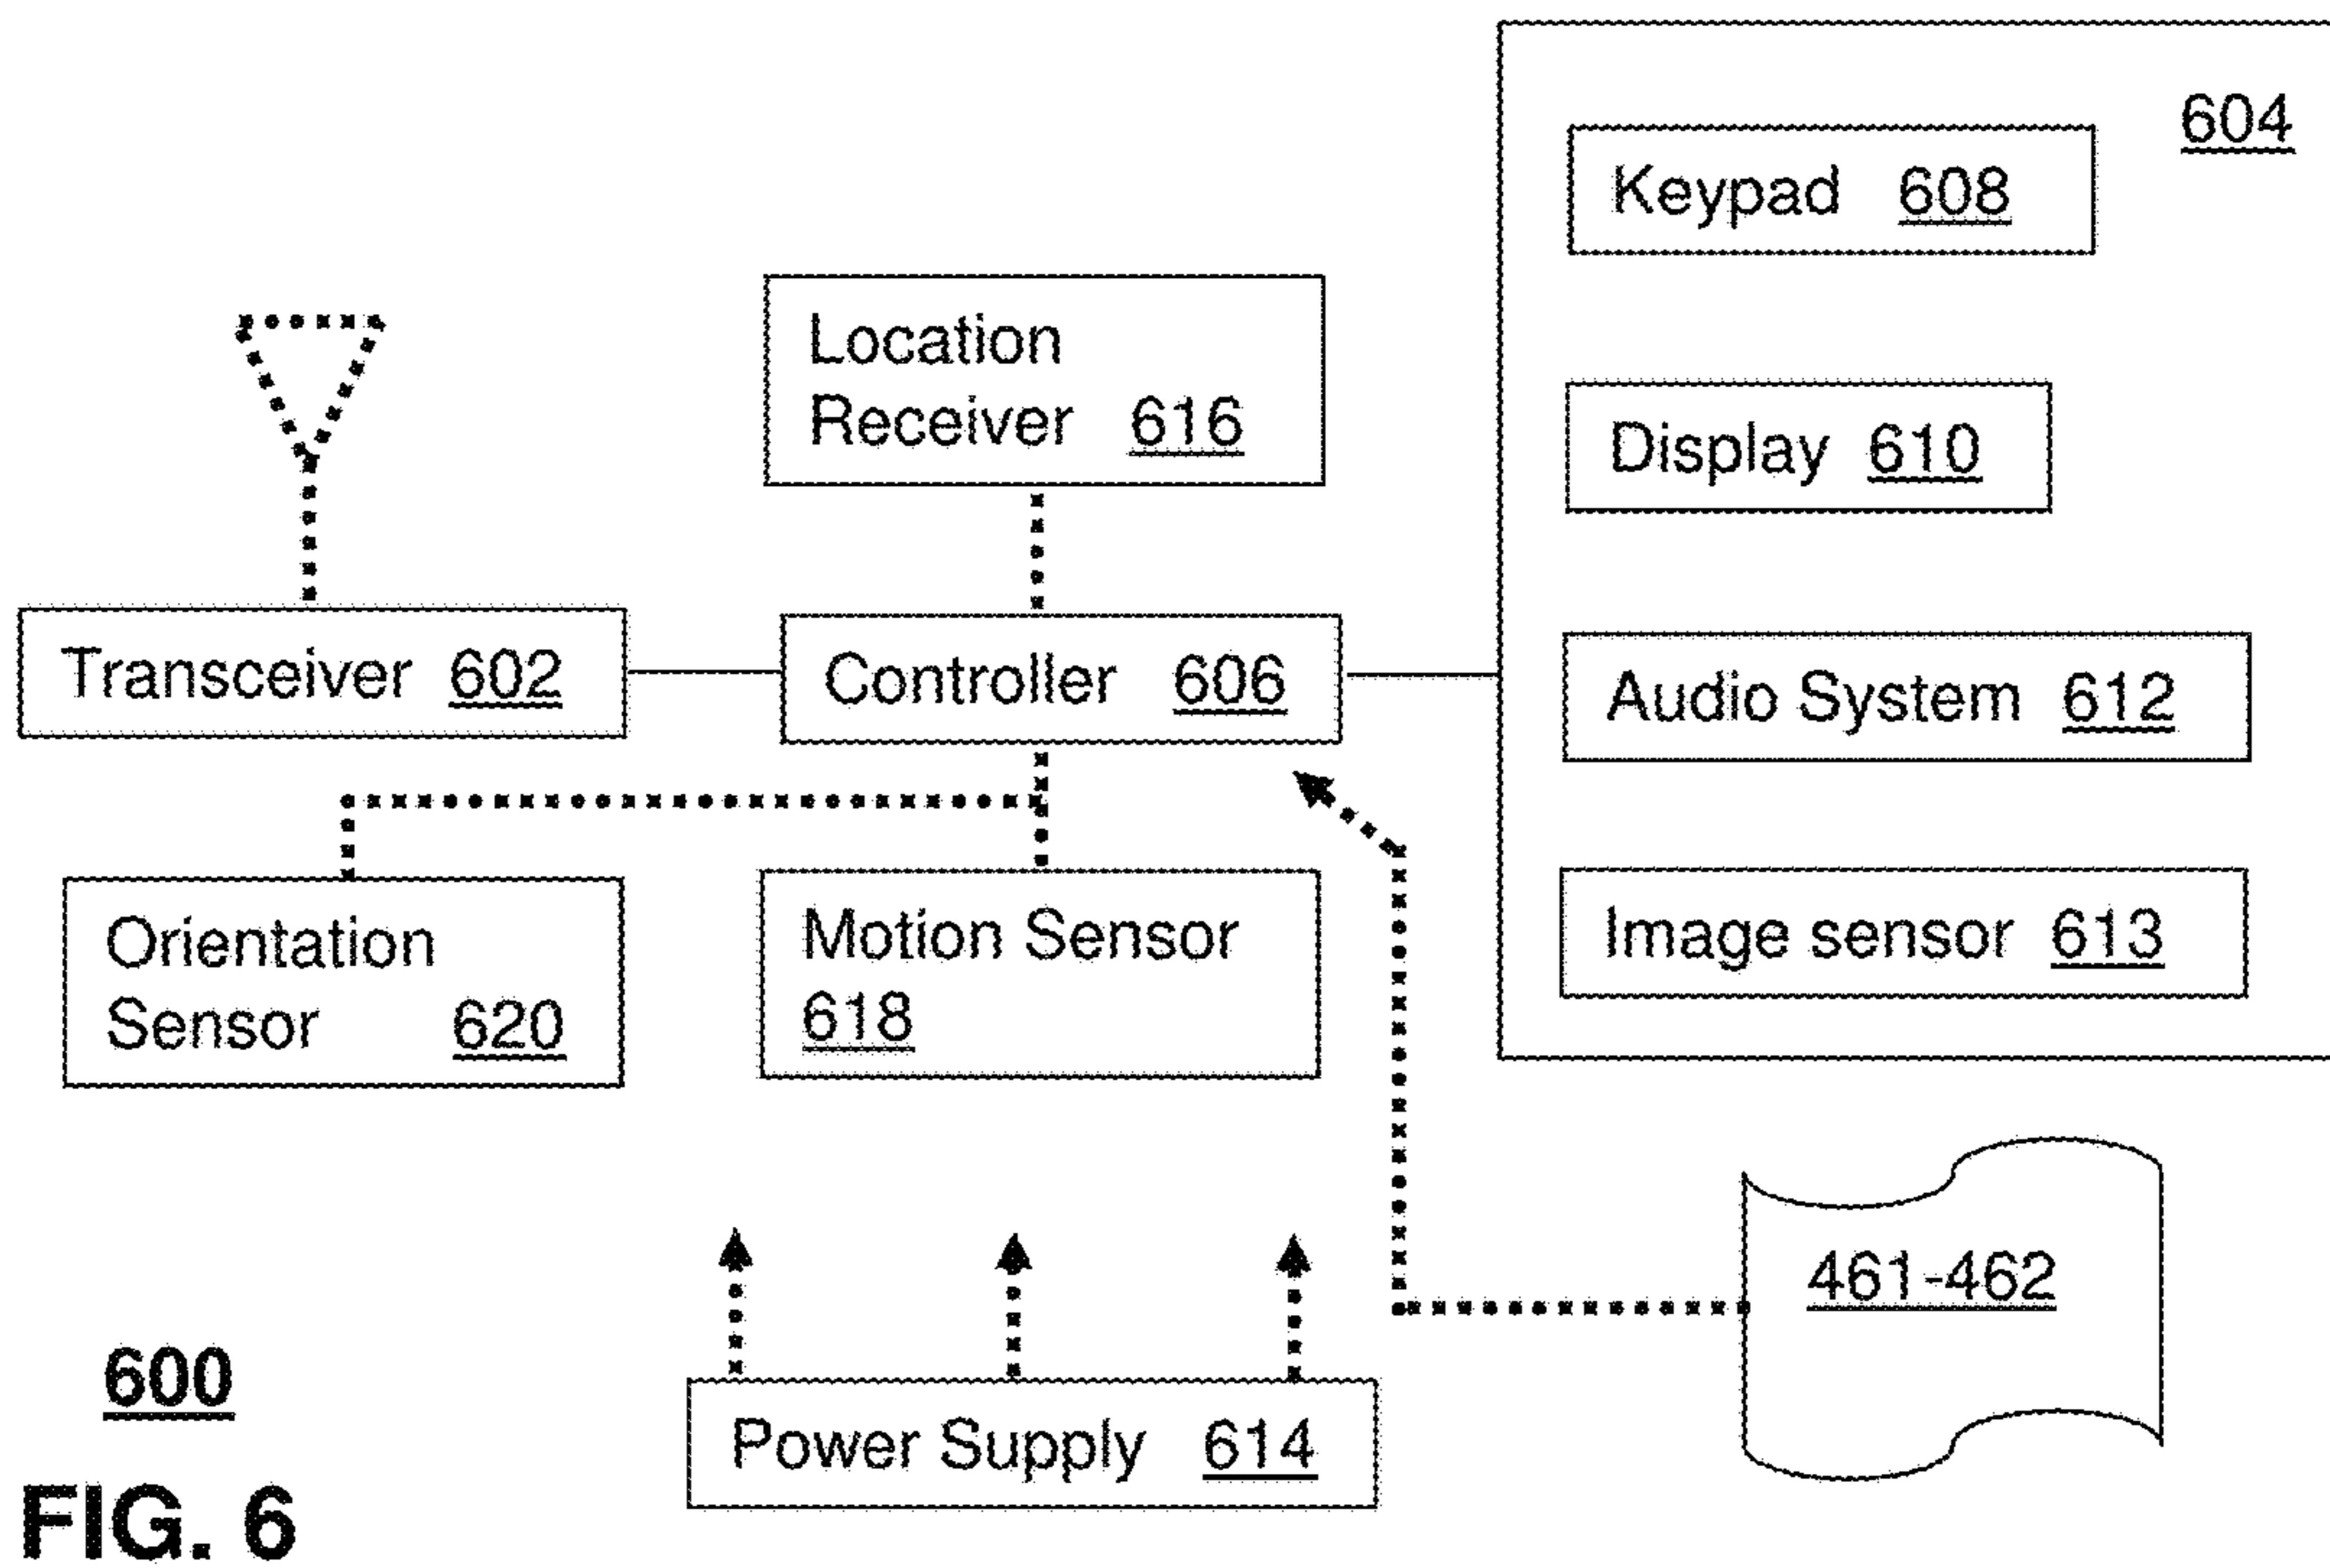 604
Keypad 608
Location
Receiver 616
Display 610
Transceiver 602
Controller 606
Audio System 612
Orientation
Sensor 620
Motion Sensor
618
Image sensor 613
461-462
600
Power Supply 614
FIG. 6